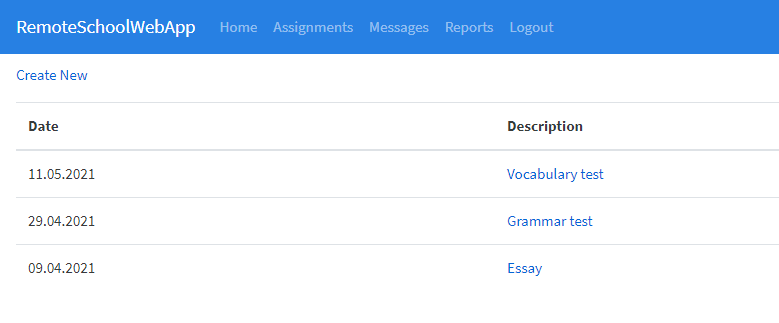 RemoteSchoolWebApp Home Assignments Messages Reports Logout
Create New
Date Description
11.05.2021 Vocabulary test
29.04.2021 Grammar test
09.04.2021 Essay